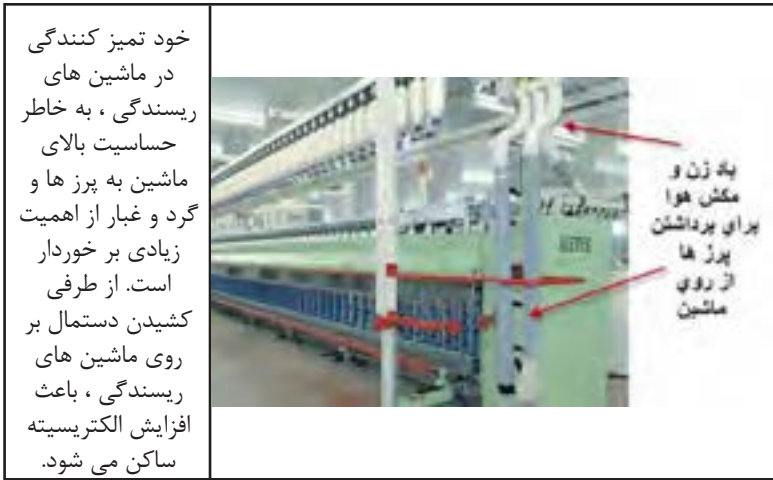 خود تمیز کنندگی
در ماشین های
ریسندگی ، به خاطر
حساسیت بالای
ماشین به پرز ها و
گرد و غبار از اهمیت
زیادی بر خوردار
است. از طرفی
کشیدن دستمال بر
روی ماشین های
ریسندگی ، باعث
افزایش الکتریسیته
ساکن می شود.
باد زن و
مکش هوا
برای برداشتن
پرز ها
از روی
ماشین